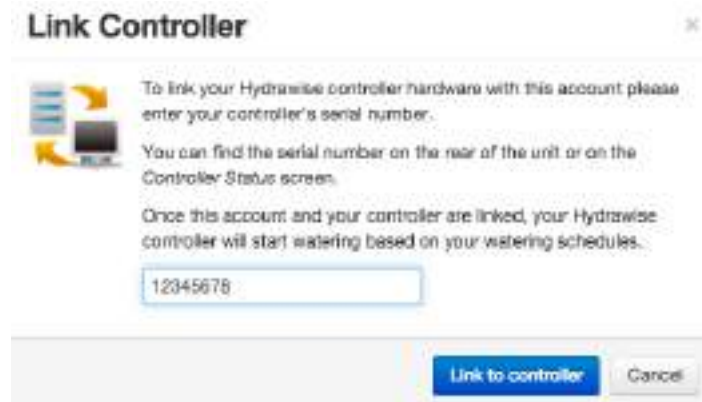 Link Controller
To link your Hydrawise controller hardware with this account please
enter your controller's serial number.
You can find the serial number on the rear of the unit or on the
Controller Status screen.
Once this account and your controller are linked, your Hydrawise
controller will start watering based on your watering schedules.
12345678
Link to controller
Cancel